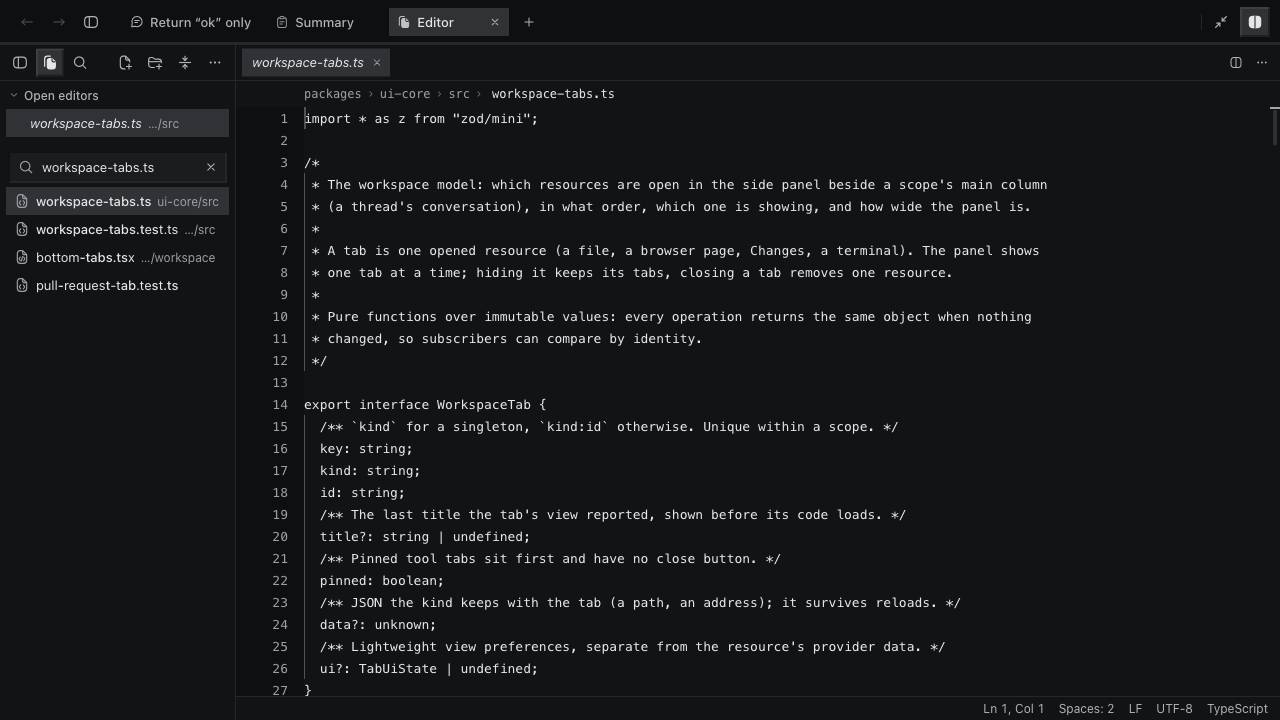 Return “ok” only
Summary
Editor
workspace-tabs.ts
Open editors
workspace-tabs.ts .../src
workspace-tabs.ts
workspace-tabs.ts ui-core/src
workspace-tabs.test.ts .../src
bottom-tabs.tsx .../workspace
pull-request-tab.test.ts
packages › ui-core › src › workspace-tabs.ts
1 import * as z from "zod/mini";
2
3 /*
4 * The workspace model: which resources are open in the side panel beside a scope's main column
5 * (a thread's conversation), in what order, which one is showing, and how wide the panel is.
6 *
7 * A tab is one opened resource (a file, a browser page, Changes, a terminal). The panel shows
8 * one tab at a time; hiding it keeps its tabs, closing a tab removes one resource.
9 *
10 * Pure functions over immutable values: every operation returns the same object when nothing
11 * changed, so subscribers can compare by identity.
12 */
13
14 export interface WorkspaceTab {
15 /** `kind` for a singleton, `kind:id` otherwise. Unique within a scope. */
16 key: string;
17 kind: string;
18 id: string;
19 /** The last title the tab's view reported, shown before its code loads. */
20 title?: string | undefined;
21 /** Pinned tool tabs sit first and have no close button. */
22 pinned: boolean;
23 /** JSON the kind keeps with the tab (a path, an address); it survives reloads. */
24 data?: unknown;
25 /** Lightweight view preferences, separate from the resource's provider data. */
26 ui?: TabUiState | undefined;
27 }
Ln 1, Col 1 Spaces: 2 LF UTF-8 TypeScript